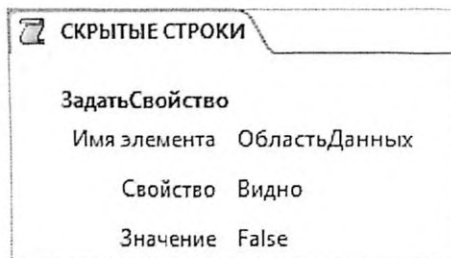 СКРЫТЫЕ СТРОКИ
ЗадатьСвойство
Имя элемента ОбластьДанных
Свойство Видно
Значение False